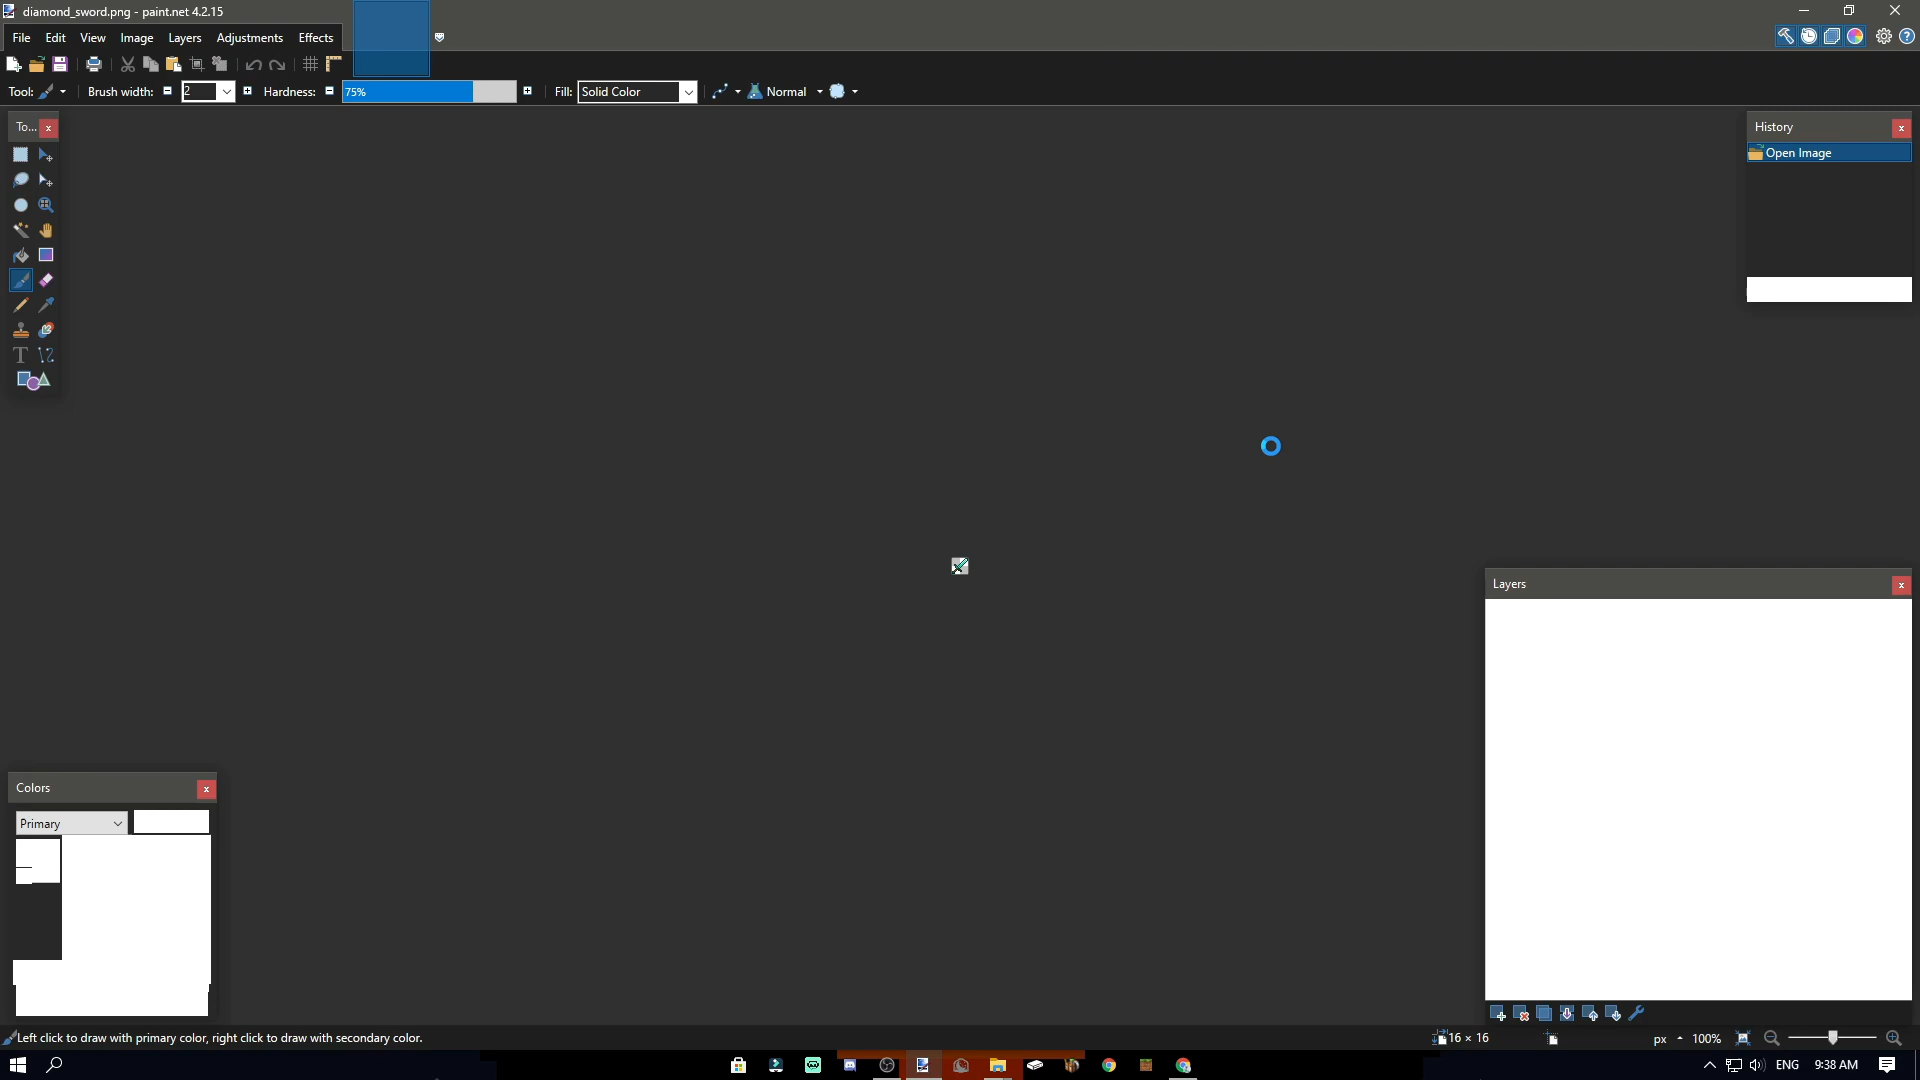 diamond_sword.png - paint.net 4.2.15
File Edit View Image Layers Adjustments Effects
Tool: Brush width: 2 Hardness: 75% Fill: Solid Color Normal
To...
History
Open Image
Layers
Colors
Primary
Left click to draw with primary color, right click to draw with secondary color.
16 × 16
px 100%
ENG 9:38 AM